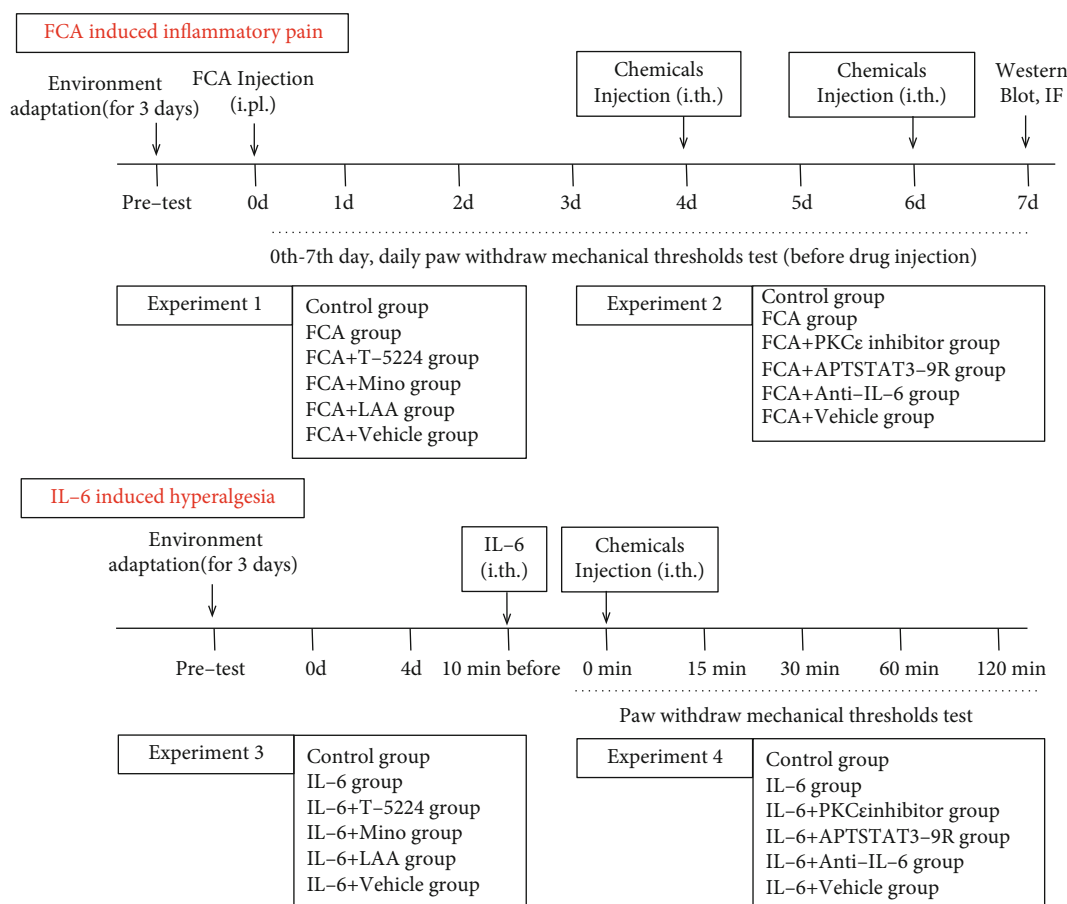 FCA induced inflammatory pain
Environment
adaptation(for 3 days)
FCA Injection
(i.pl.)
Chemicals
Injection (i.th.)
Chemicals
Injection (i.th.)
Western
Blot, IF
Pre–test 0d 1d 2d 3d 4d 5d 6d 7d
0th-7th day, daily paw withdraw mechanical thresholds test (before drug injection)
Experiment 1
Control group
FCA group
FCA+T–5224 group
FCA+Mino group
FCA+LAA group
FCA+Vehicle group
Experiment 2
Control group
FCA group
FCA+PKCε inhibitor group
FCA+APTSTAT3–9R group
FCA+Anti–IL–6 group
FCA+Vehicle group
IL–6 induced hyperalgesia
Environment
adaptation(for 3 days)
IL–6
(i.th.)
Chemicals
Injection (i.th.)
Pre–test 0d 4d 10 min before 0 min 15 min 30 min 60 min 120 min
Paw withdraw mechanical thresholds test
Experiment 3
Control group
IL–6 group
IL–6+T–5224 group
IL–6+Mino group
IL–6+LAA group
IL–6+Vehicle group
Experiment 4
Control group
IL–6 group
IL–6+PKCεinhibitor group
IL–6+APTSTAT3–9R group
IL–6+Anti–IL–6 group
IL–6+Vehicle group